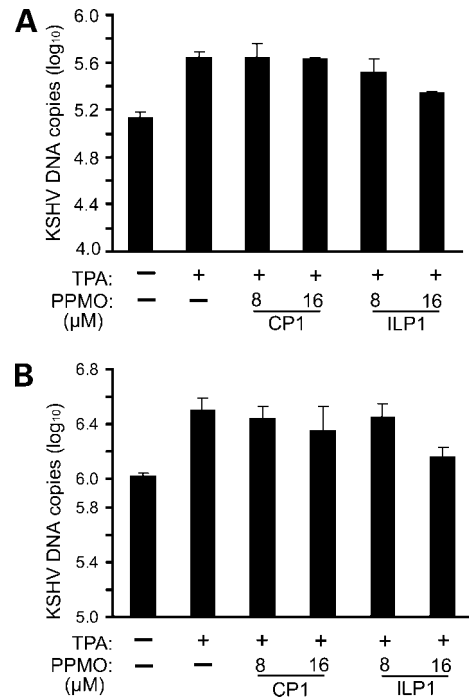 A
KSHV DNA copies (log₁₀)
6.0
5.6
5.2
4.8
4.4
4.0
TPA: − + + + + +
PPMO: − − 8 16 8 16
(µM) CP1 ILP1
B
KSHV DNA copies (log₁₀)
6.8
6.4
6.0
5.8
5.4
5.0
TPA: − + + + + +
PPMO: − − 8 16 8 16
(µM) CP1 ILP1